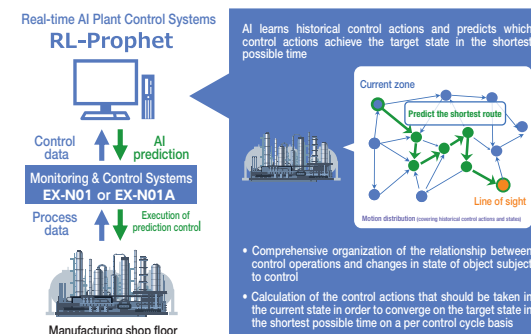 Real-time AI Plant Control Systems
RL-Prophet
Control
data
AI
prediction
Monitoring & Control Systems
EX-N01 or EX-N01A
Process
data
Execution of
prediction control
Manufacturing shop floor
AI learns historical control actions and predicts which
control actions achieve the target state in the shortest
possible time
Current zone
Predict the shortest route
Line of sight
Motion distribution (covering historical control actions and states)
• Comprehensive organization of the relationship between
control operations and changes in state of object subject
to control
• Calculation of the control actions that should be taken in
the current state in order to converge on the target state in
the shortest possible time on a per control cycle basis